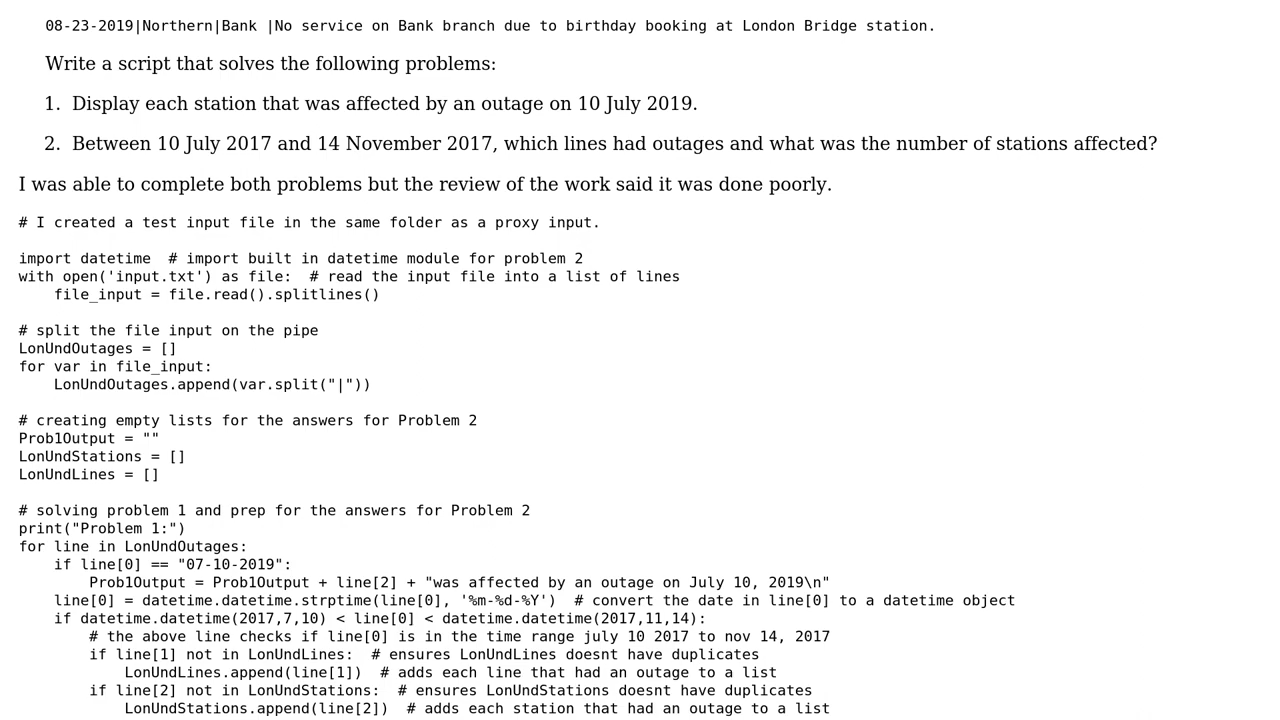 08-23-2019|Northern|Bank |No service on Bank branch due to birthday booking at London Bridge station.
Write a script that solves the following problems:
1. Display each station that was affected by an outage on 10 July 2019.
2. Between 10 July 2017 and 14 November 2017, which lines had outages and what was the number of stations affected?
I was able to complete both problems but the review of the work said it was done poorly.
# I created a test input file in the same folder as a proxy input.
import datetime  # import built in datetime module for problem 2
with open('input.txt') as file:  # read the input file into a list of lines
    file_input = file.read().splitlines()
# split the file input on the pipe
LonUndOutages = []
for var in file_input:
    LonUndOutages.append(var.split("|"))
# creating empty lists for the answers for Problem 2
Prob1Output = ""
LonUndStations = []
LonUndLines = []
# solving problem 1 and prep for the answers for Problem 2
print("Problem 1:")
for line in LonUndOutages:
    if line[0] == "07-10-2019":
        Prob1Output = Prob1Output + line[2] + "was affected by an outage on July 10, 2019\n"
    line[0] = datetime.datetime.strptime(line[0], '%m-%d-%Y')  # convert the date in line[0] to a datetime object
    if datetime.datetime(2017,7,10) < line[0] < datetime.datetime(2017,11,14):
        # the above line checks if line[0] is in the time range july 10 2017 to nov 14, 2017
        if line[1] not in LonUndLines:  # ensures LonUndLines doesnt have duplicates
            LonUndLines.append(line[1])  # adds each line that had an outage to a list
        if line[2] not in LonUndStations:  # ensures LonUndStations doesnt have duplicates
            LonUndStations.append(line[2])  # adds each station that had an outage to a list